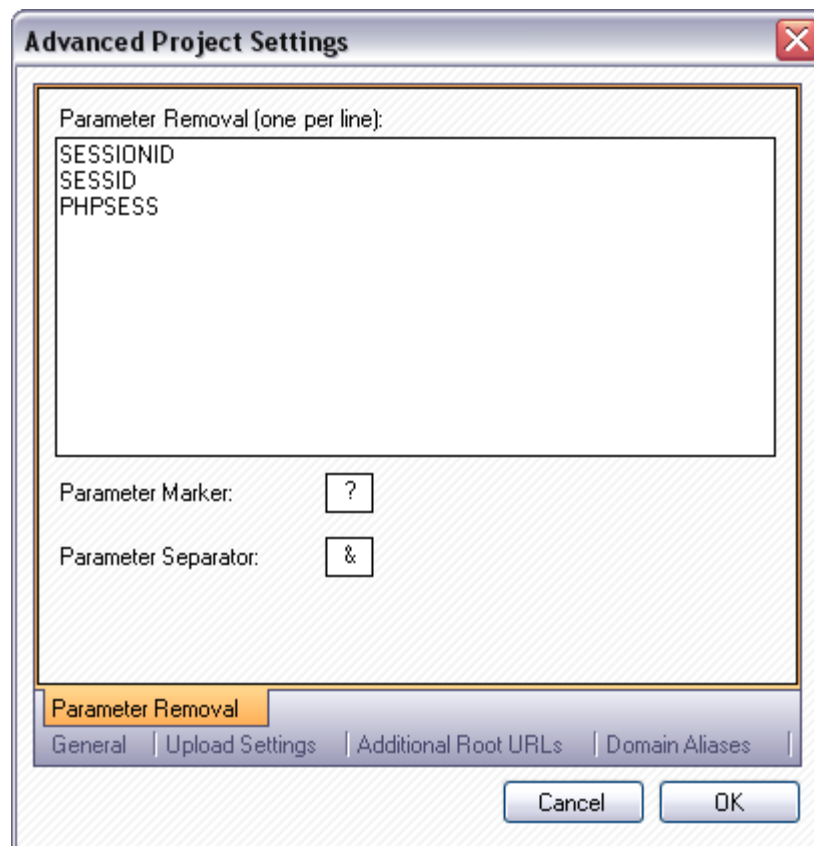 Advanced Project Settings
Parameter Removal (one per line):
SESSIONID
SESSID
PHPSESS
Parameter Marker: ?
Parameter Separator: &
Parameter Removal
General | Upload Settings | Additional Root URLs | Domain Aliases |
Cancel OK